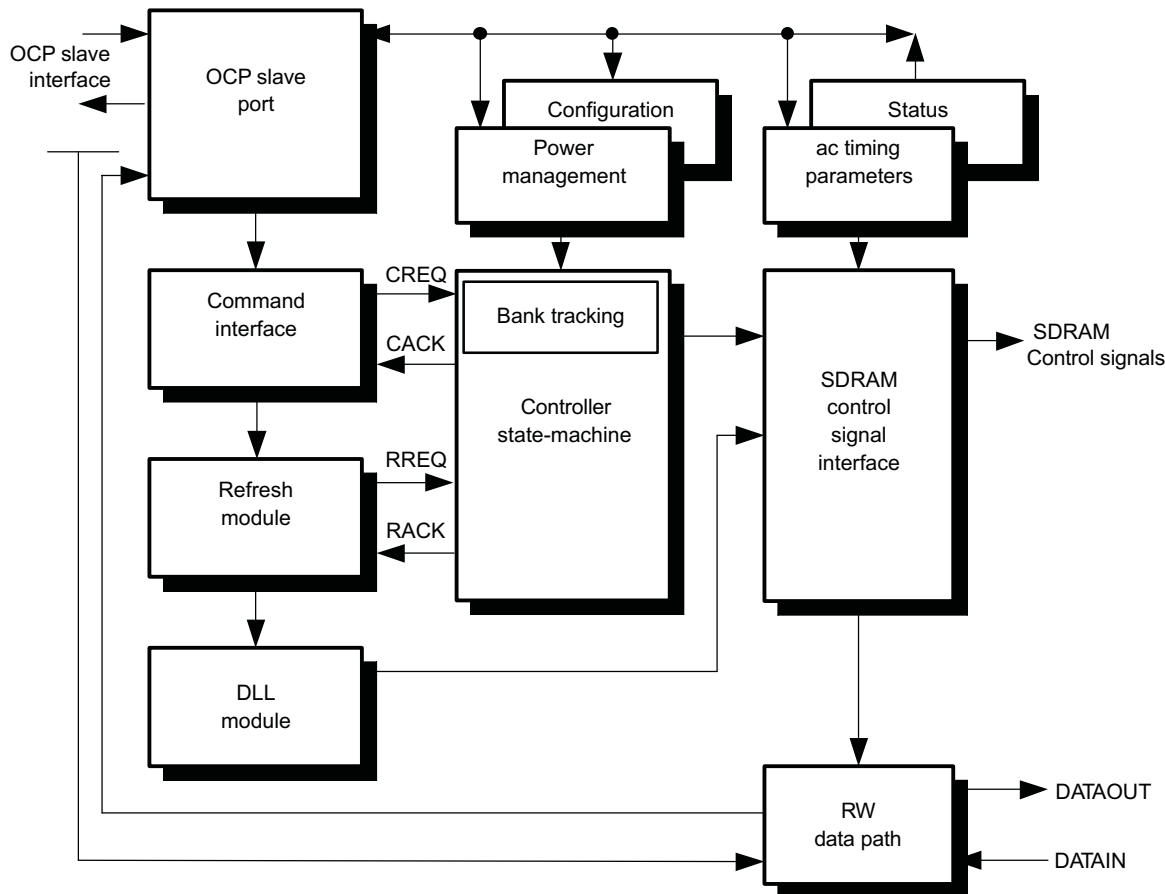 OCP slave
interface
OCP slave
port
Configuration
Power
management
Status
ac timing
parameters
Command
interface
CREQ
CACK
Bank tracking
Controller
state-machine
SDRAM
control
signal
interface
SDRAM
Control signals
Refresh
module
RREQ
RACK
DLL
module
RW
data path
DATAOUT
DATAIN